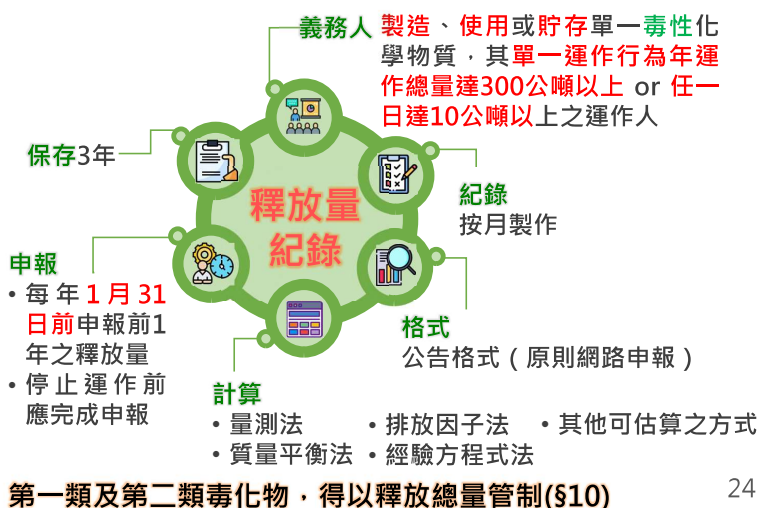 義務人
製造、使用或貯存單一毒性化
學物質，其單一運作行為年運
作總量達300公噸以上 or 任一
日達10公噸以上之運作人
保存3年
釋放量
紀錄
紀錄
按月製作
申報
• 每年1月31
日前申報前1
年之釋放量
• 停止運作前
應完成申報
格式
公告格式（原則網路申報）
計算
• 量測法
• 質量平衡法
• 排放因子法
• 經驗方程式法
• 其他可估算之方式
第一類及第二類毒化物，得以釋放總量管制(§10)
24